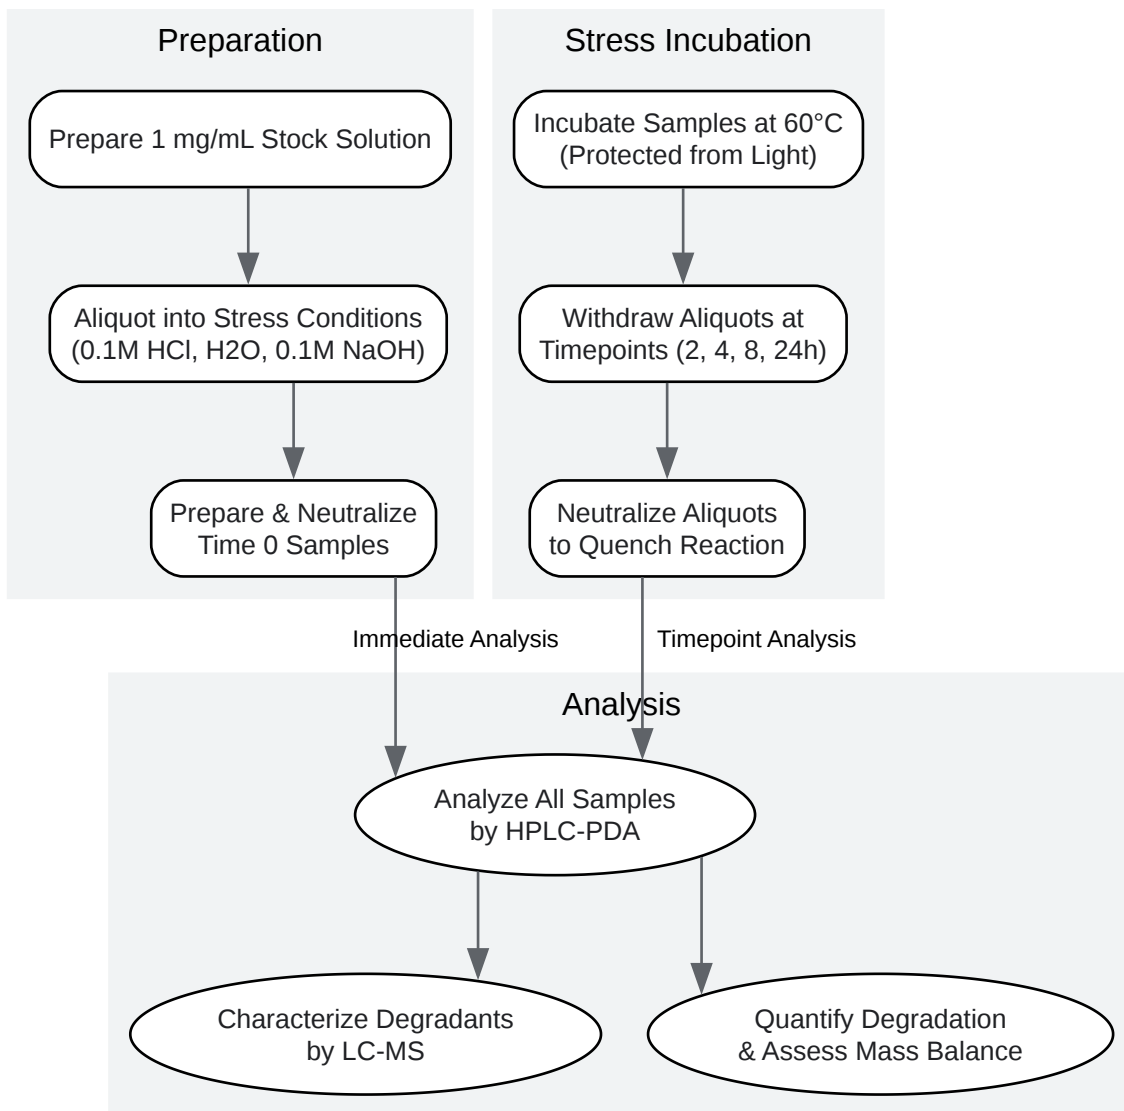 Preparation
Prepare 1 mg/mL Stock Solution
Aliquot into Stress Conditions
(0.1M HCl, H2O, 0.1M NaOH)
Prepare & Neutralize
Time 0 Samples
Stress Incubation
Incubate Samples at 60°C
(Protected from Light)
Withdraw Aliquots at
Timepoints (2, 4, 8, 24h)
Neutralize Aliquots
to Quench Reaction
Immediate Analysis
Timepoint Analysis
Analysis
Analyze All Samples
by HPLC-PDA
Characterize Degradants
by LC-MS
Quantify Degradation
& Assess Mass Balance